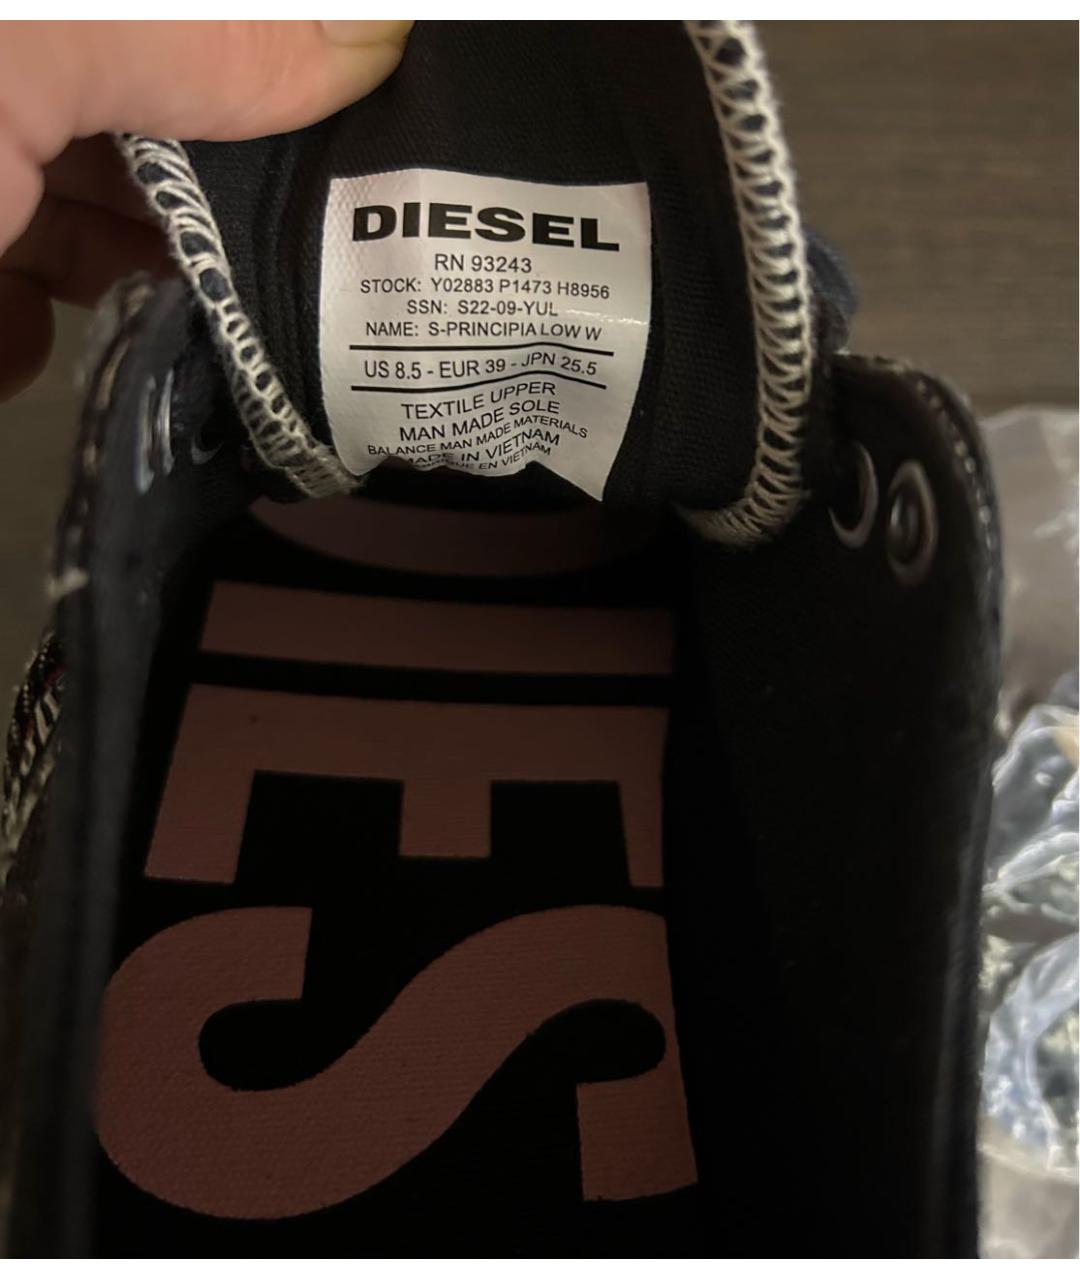 DIESEL
RN 93243
STOCK: Y02883 P1473 H8956
SSN: S22-09-YUL
NAME: S-PRINCIPIA LOW W
US 8.5 - EUR 39 - JPN 25.5
TEXTILE UPPER
MAN MADE SOLE
BALANCE MAN MADE MATERIALS
MADE IN VIETNAM
EN VIETNAM
DIES